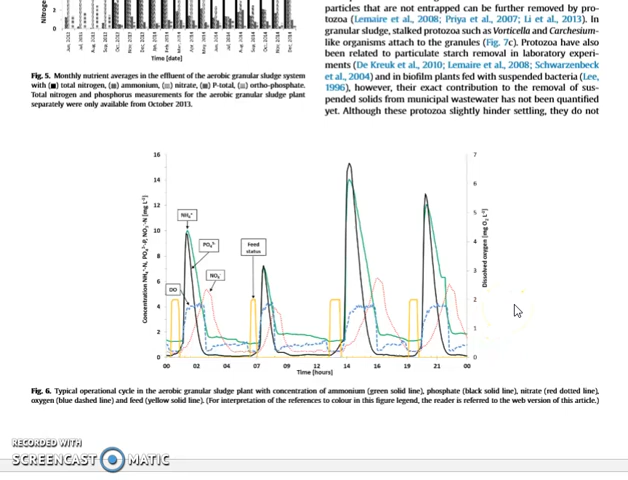 particles that are not entrapped can be further removed by pro-
tozoa (Lemaire et al., 2008; Priya et al., 2007; Li et al., 2013). In
granular sludge, stalked protozoa such as Vorticella and Carchesium-
like organisms attach to the granules (Fig. 7c). Protozoa have also
been related to particulate starch removal in laboratory experi-
ments (De Kreuk et al., 2010; Lemaire et al., 2008; Schwarzenbeck
et al., 2004) and in biofilm plants fed with suspended bacteria (Lee,
1996), however, their exact contribution to the removal of sus-
pended solids from municipal wastewater has not been quantified
yet. Although these protozoa slightly hinder settling, they do not
Nitroge
2
0
Time [date]
Fig. 5. Monthly nutrient averages in the effluent of the aerobic granular sludge system
with (■) total nitrogen, (■) ammonium, (■) nitrate, (■) P-total, (■) ortho-phosphate.
Total nitrogen and phosphorus measurements for the aerobic granular sludge plant
separately were only available from October 2013.
Concentration NH₄⁺-N, PO₄³⁻-P, NO₃⁻-N [mg L⁻¹]
16
14
12
10
8
6
4
2
0
NH₄⁺
PO₄³⁻
NO₃⁻
DO
Feed
status
7
6
5
4
3
2
1
0
Dissolved oxygen [mg O₂ L⁻¹]
00 02 04 07 09 12 14 16 19 21 00
Time [hours]
Fig. 6. Typical operational cycle in the aerobic granular sludge plant with concentration of ammonium (green solid line), phosphate (black solid line), nitrate (red dotted line),
oxygen (blue dashed line) and feed (yellow solid line). (For interpretation of the references to colour in this figure legend, the reader is referred to the web version of this article.)
RECORDED WITH
SCREENCAST MATIC